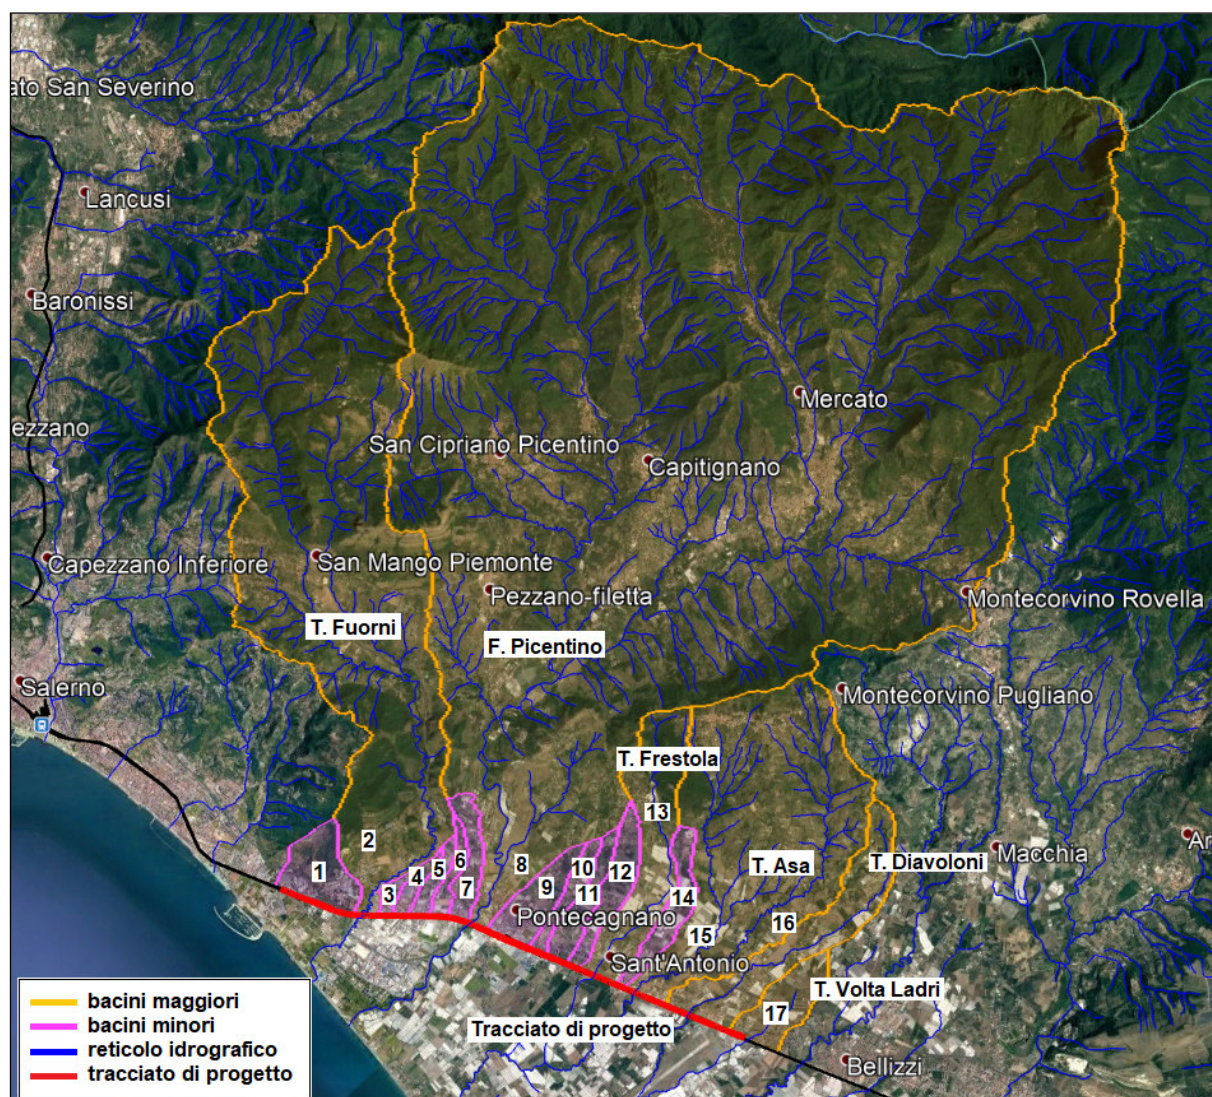 ato San Severino
Lancusi
Baronissi
ezzano
Mercato
San Cipriano Picentino
Capitignano
Capezzano Inferiore
San Mango Piemonte
Pezzano-filetta
Montecorvino Rovella
T. Fuorni
F. Picentino
Salerno
Montecorvino Pugliano
T. Frestola
13
2
1
3
4
5
6
7
8
9
10
11
12
14
15
16
T. Asa
T. Diavoloni
Macchia
Ar
Pontecagnano
Sant'Antonio
T. Volta Ladri
17
Tracciato di progetto
Bellizzi
bacini maggiori
bacini minori
reticolo idrografico
tracciato di progetto